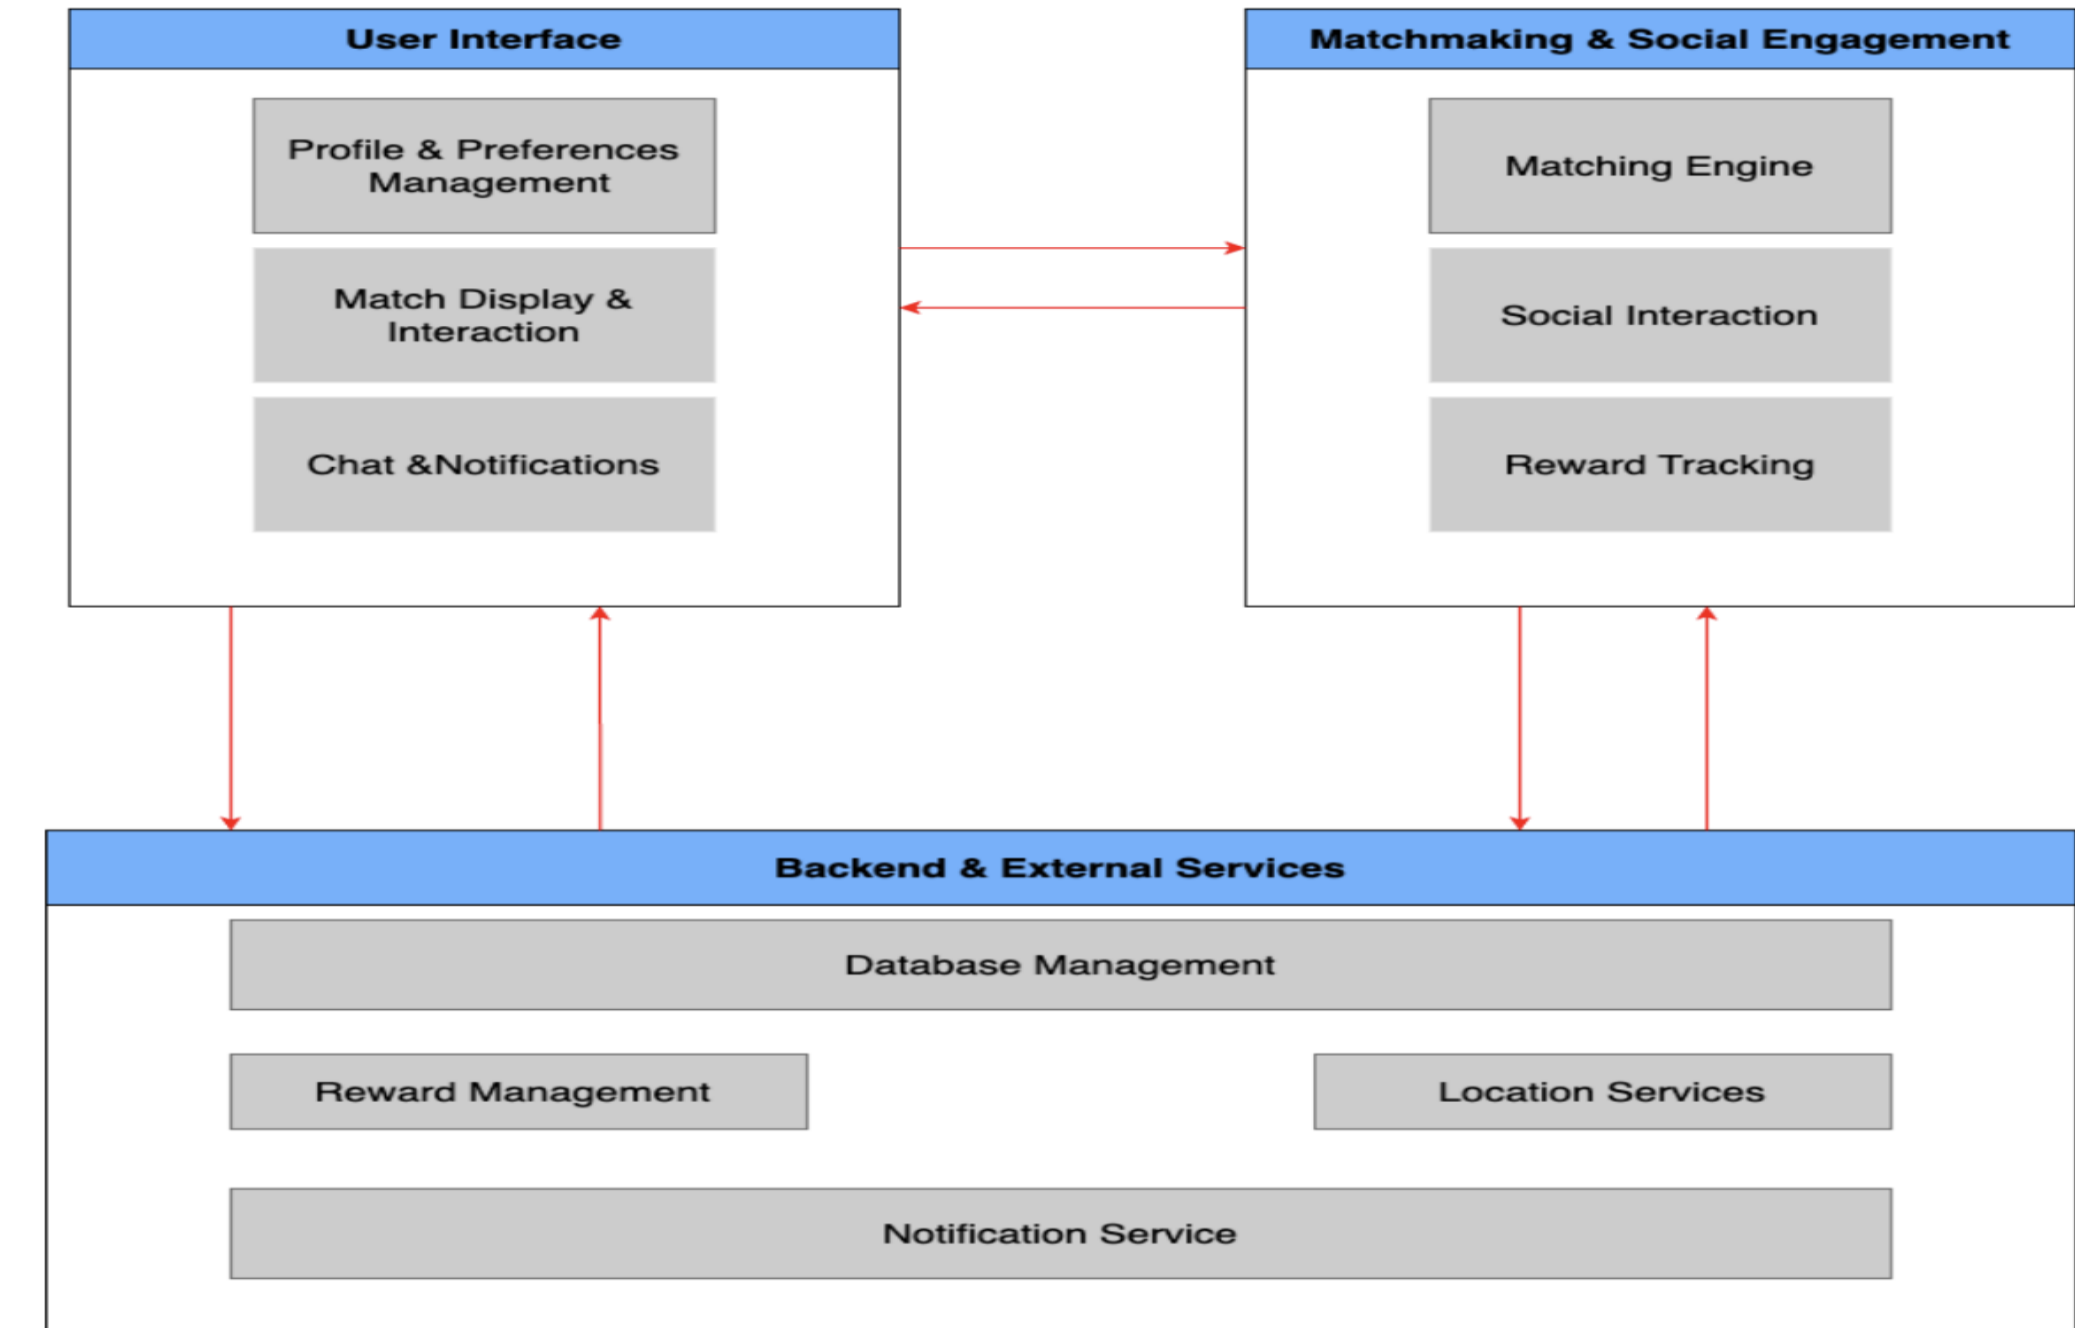 User Interface
Profile & Preferences
Management
Match Display &
Interaction
Chat &Notifications
Matchmaking & Social Engagement
Matching Engine
Social Interaction
Reward Tracking
Backend & External Services
Database Management
Reward Management
Location Services
Notification Service